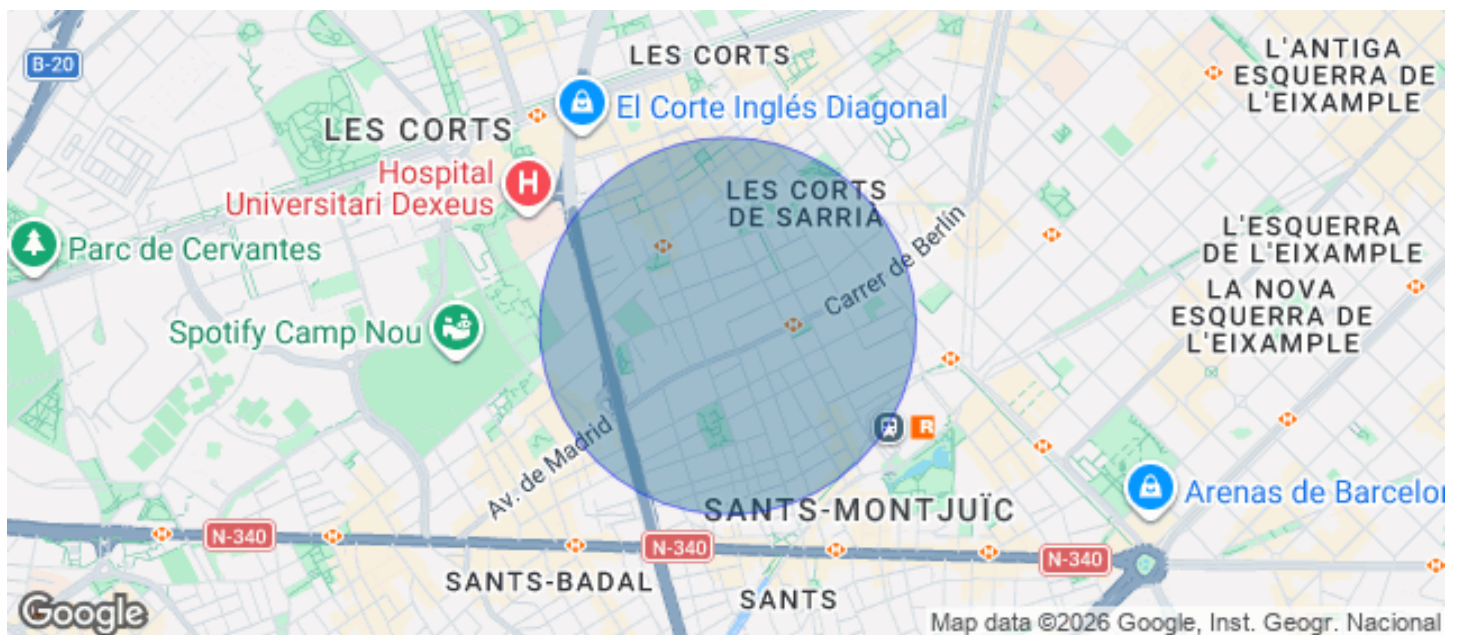 LES CORTS
L'ANTIGA
ESQUERRA DE
L'EIXAMPLE
B-20
El Corte Inglés Diagonal
LES CORTS
Hospital
Universitari Dexeus
H
LES CORTS
DE SARRIÀ
Parc de Cervantes
Carrer de Berlín
L'ESQUERRA
DE L'EIXAMPLE
LA NOVA
ESQUERRA DE
L'EIXAMPLE
Spotify Camp Nou
Av. de Madrid
R
SANTS-MONTJUÏC
Arenas de Barcelo
N-340
N-340
N-340
SANTS-BADAL
SANTS
Google
Map data ©2026 Google, Inst. Geogr. Nacional